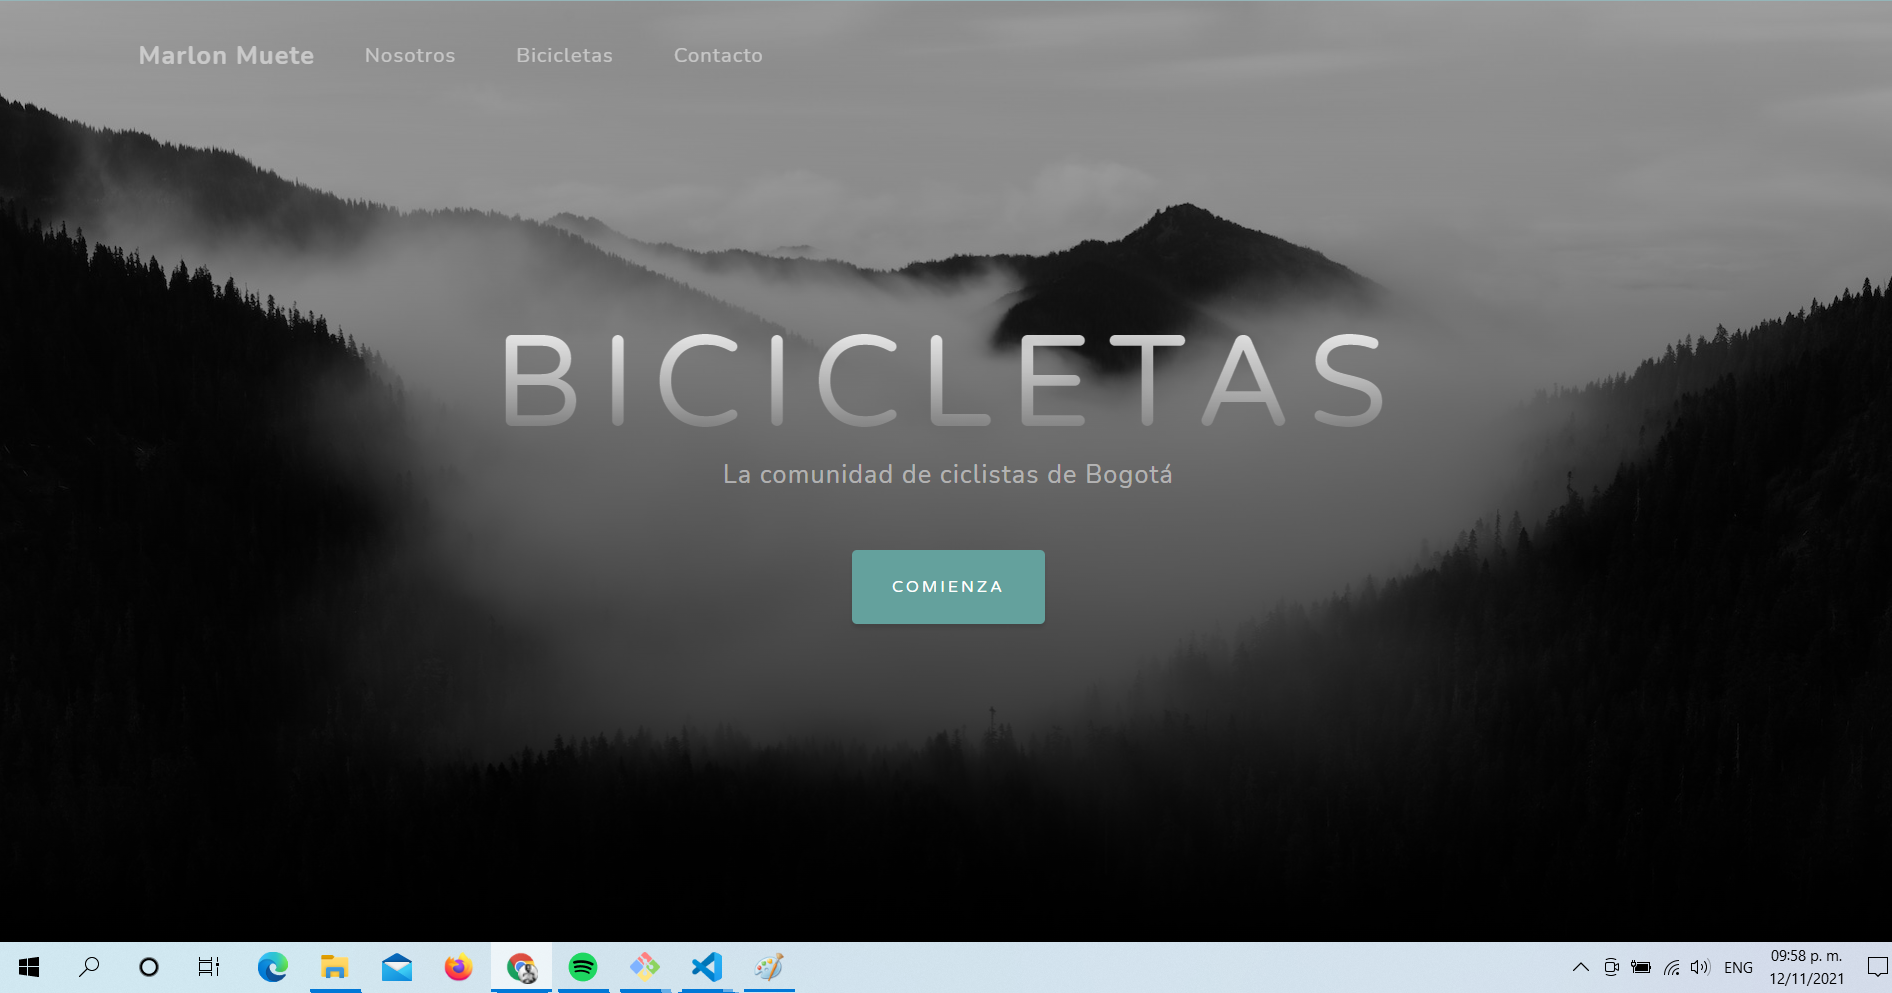 Marlon Muete Nosotros Bicicletas Contacto
BICICLETAS
La comunidad de ciclistas de Bogotá
COMIENZA
ENG
09:58 p. m.
12/11/2021